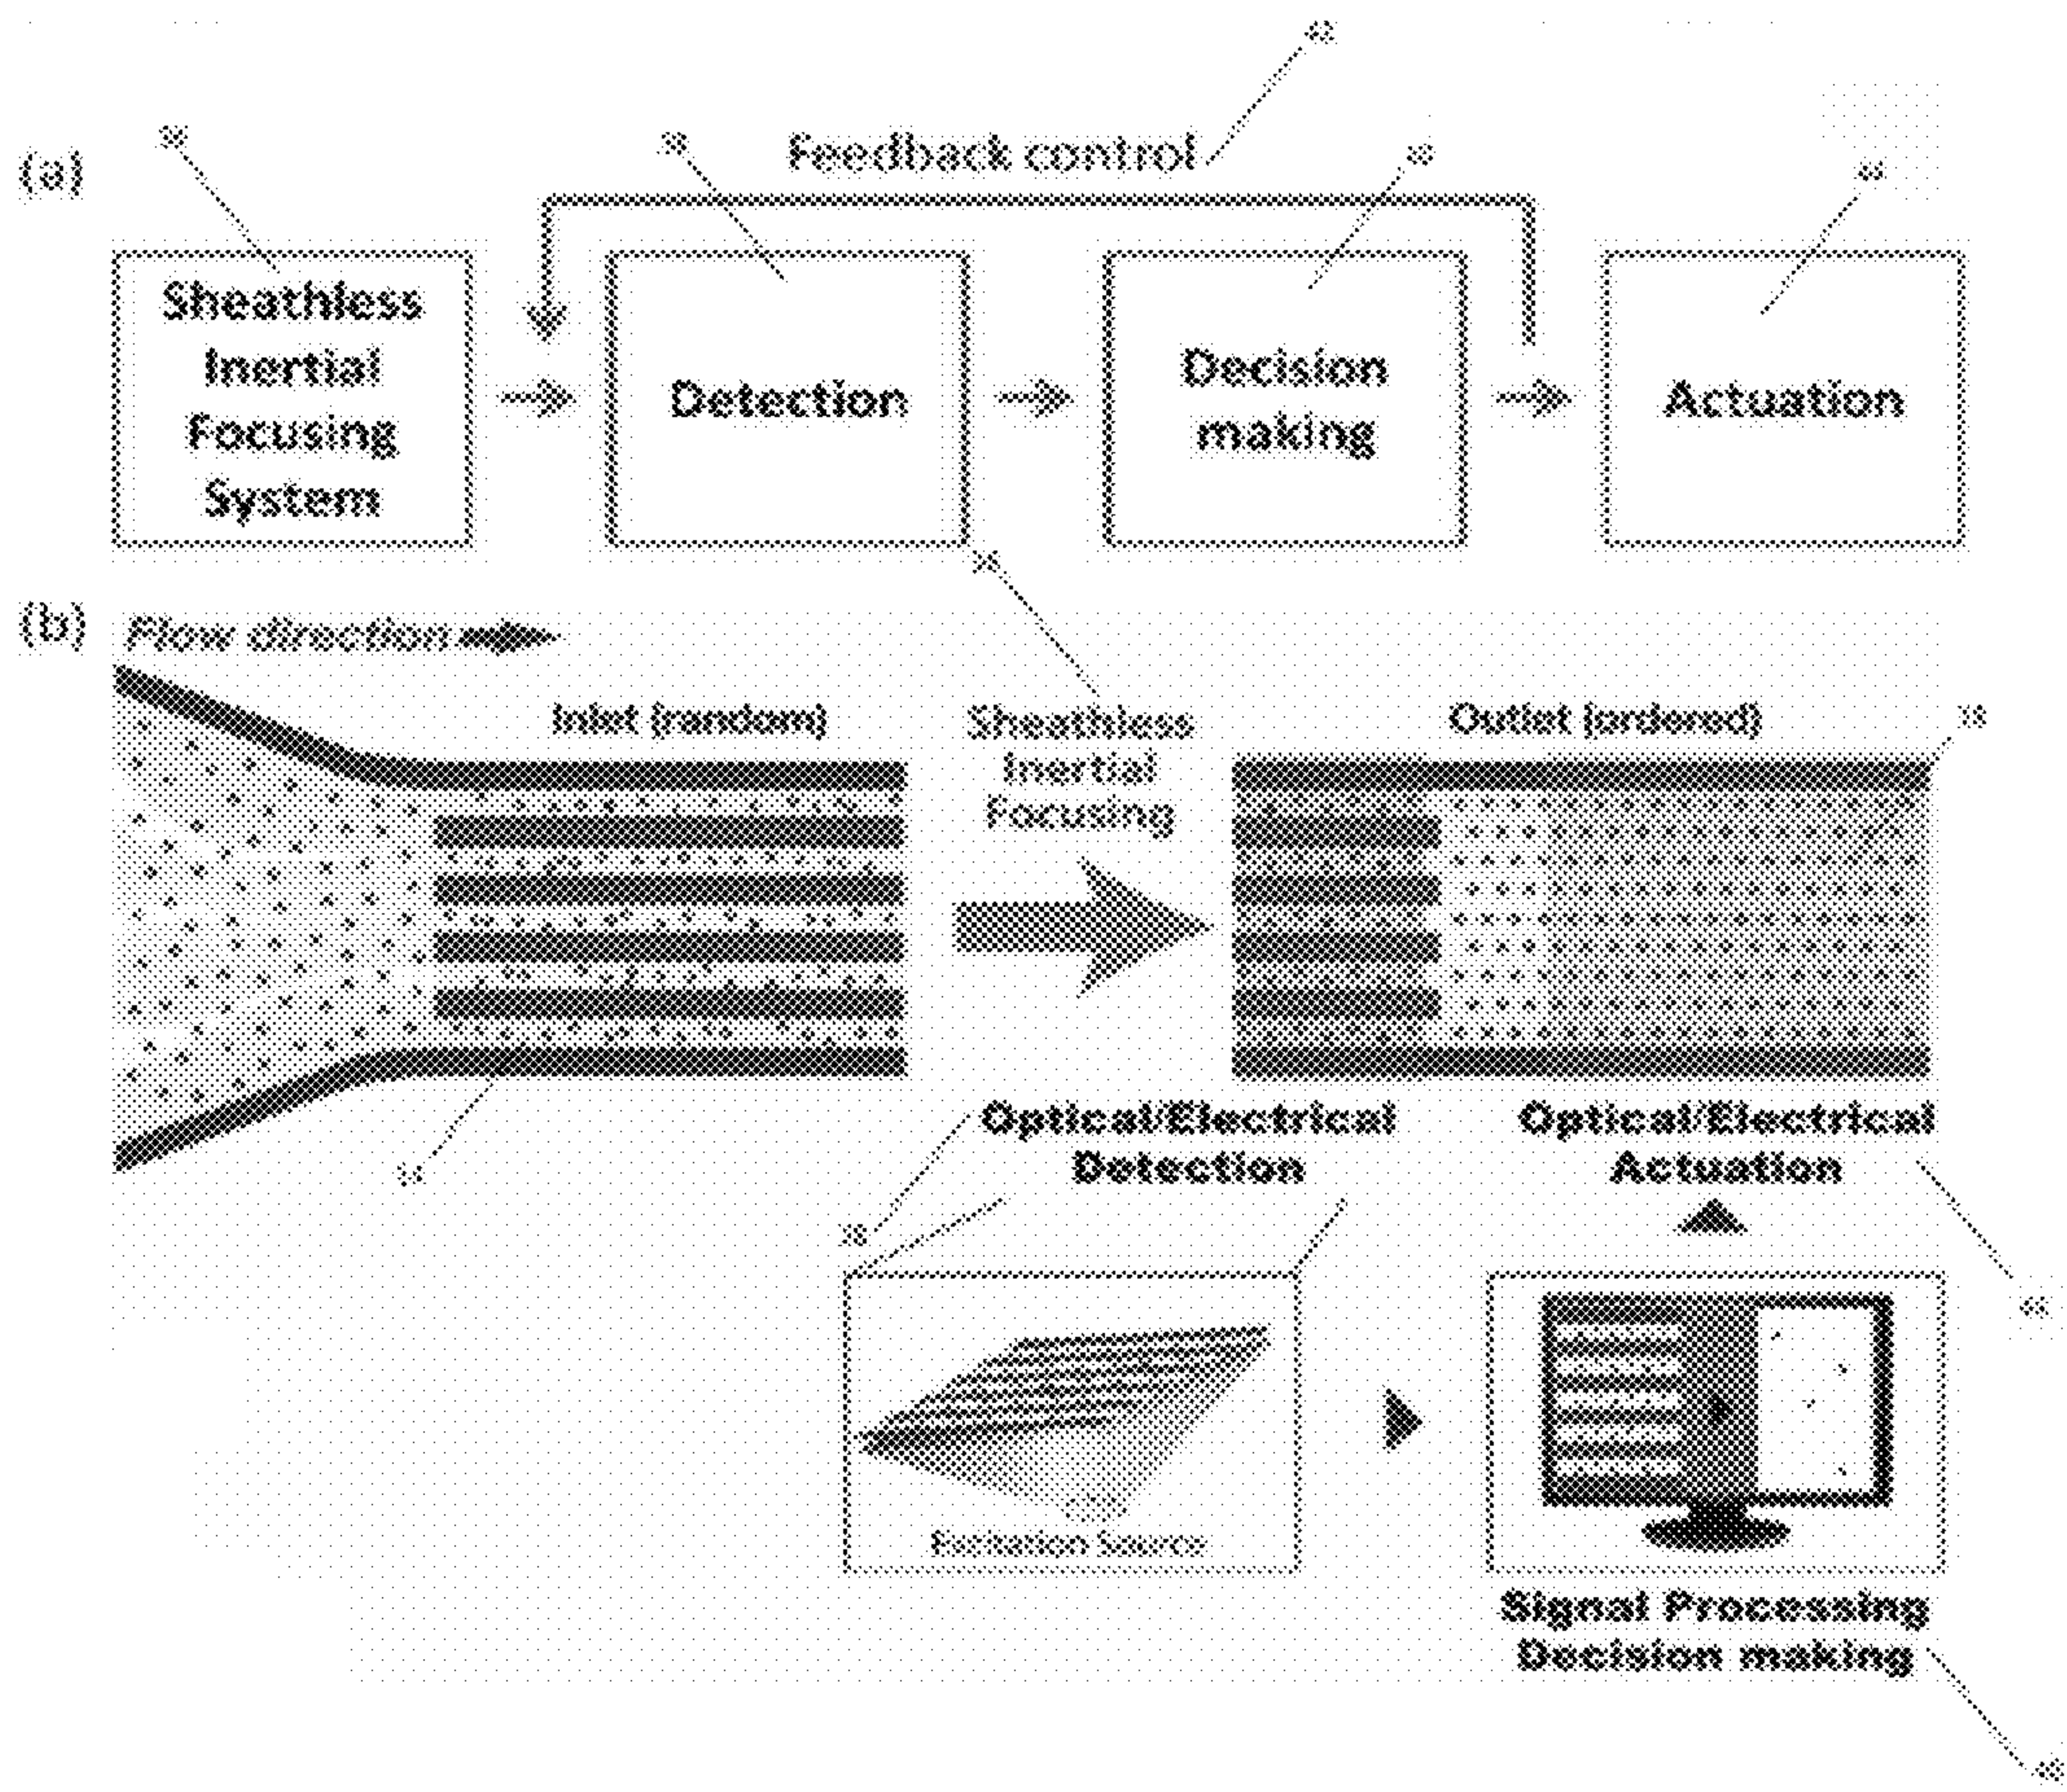 42
(a)
Feedback control
Sheathless
Inertial
Focusing
System
Detection
Decision
making
Actuation
(b)
Flow direction
Inlet (random)
Sheathless
Inertial
Focusing
Outlet (ordered)
Optical/Electrical
Detection
Optical/Electrical
Actuation
Excitation Source
Signal Processing
Decision making